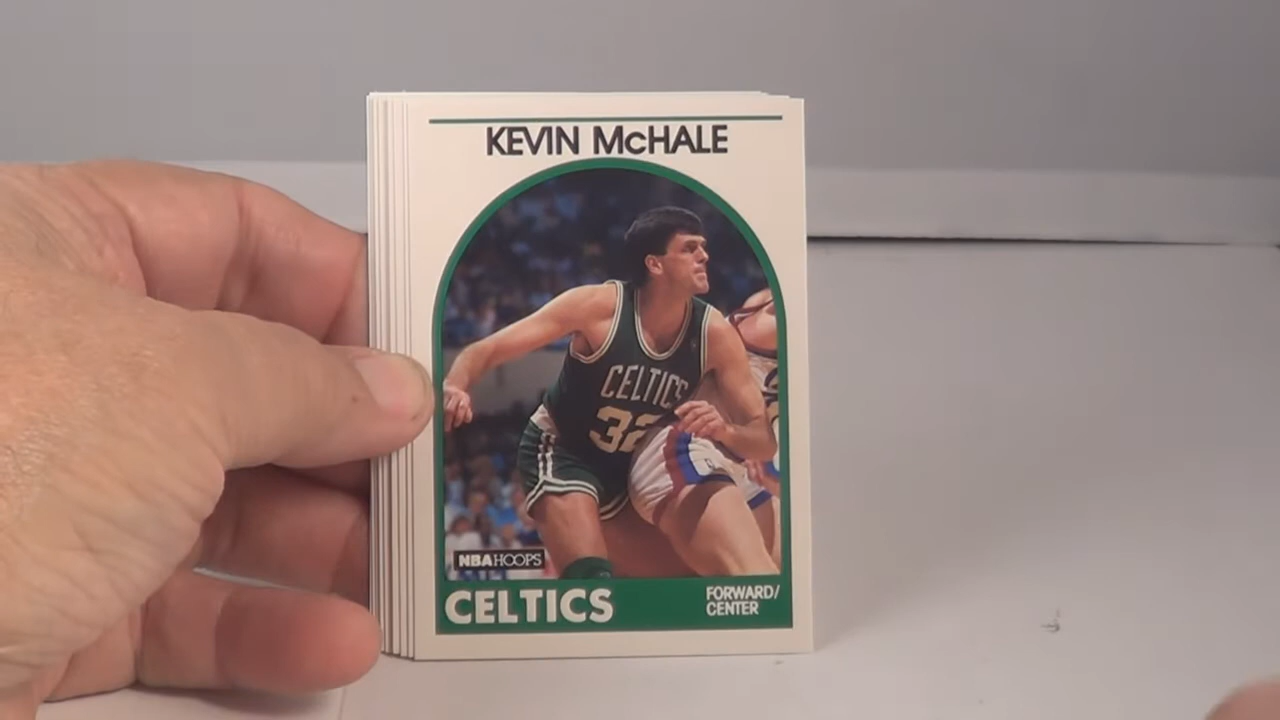 KEVIN McHALE
CELTICS
32
NBA HOOPS
CELTICS
FORWARD/
CENTER